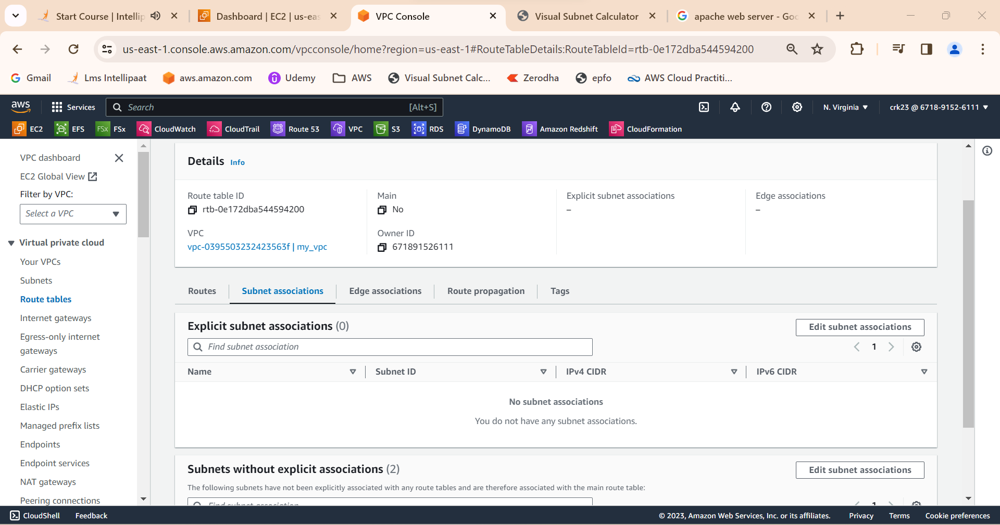 Start Course | Intellip
Dashboard | EC2 | us-eas
VPC Console
Visual Subnet Calculator
apache web server - Goo
us-east-1.console.aws.amazon.com/vpcconsole/home?region=us-east-1#RouteTableDetails:RouteTableId=rtb-0e172dba544594200
Gmail
Lms Intellipaat
aws.amazon.com
Udemy
AWS
Visual Subnet Calc...
Zerodha
epfo
AWS Cloud Practiti...
aws
Services
Search
[Alt+S]
N. Virginia
crk23 @ 6718-9152-6111
EC2
EFS
FSx
FSx
CloudWatch
CloudTrail
Route 53
VPC
S3
RDS
DynamoDB
Amazon Redshift
CloudFormation
VPC dashboard
EC2 Global View
Filter by VPC:
Select a VPC
Virtual private cloud
Your VPCs
Subnets
Route tables
Internet gateways
Egress-only internet
gateways
Carrier gateways
DHCP option sets
Elastic IPs
Managed prefix lists
Endpoints
Endpoint services
NAT gateways
Peering connections
Details
Info
Route table ID
rtb-0e172dba544594200
VPC
vpc-0395503232423563f | my_vpc
Main
No
Owner ID
671891526111
Explicit subnet associations
–
Edge associations
–
Routes
Subnet associations
Edge associations
Route propagation
Tags
Explicit subnet associations (0)
Edit subnet associations
Find subnet association
1
Name
Subnet ID
IPv4 CIDR
IPv6 CIDR
No subnet associations
You do not have any subnet associations.
Subnets without explicit associations (2)
Edit subnet associations
The following subnets have not been explicitly associated with any route tables and are therefore associated with the main route table:
Find subnet association
1
CloudShell
Feedback
© 2023, Amazon Web Services, Inc. or its affiliates.
Privacy
Terms
Cookie preferences